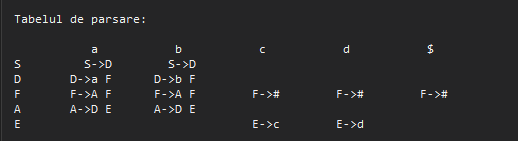 Tabelul de parsare:
a b c d $
S S->D S->D
D D->a F D->b F
F F->A F F->A F F-># F-># F->#
A A->D E A->D E
E E->c E->d